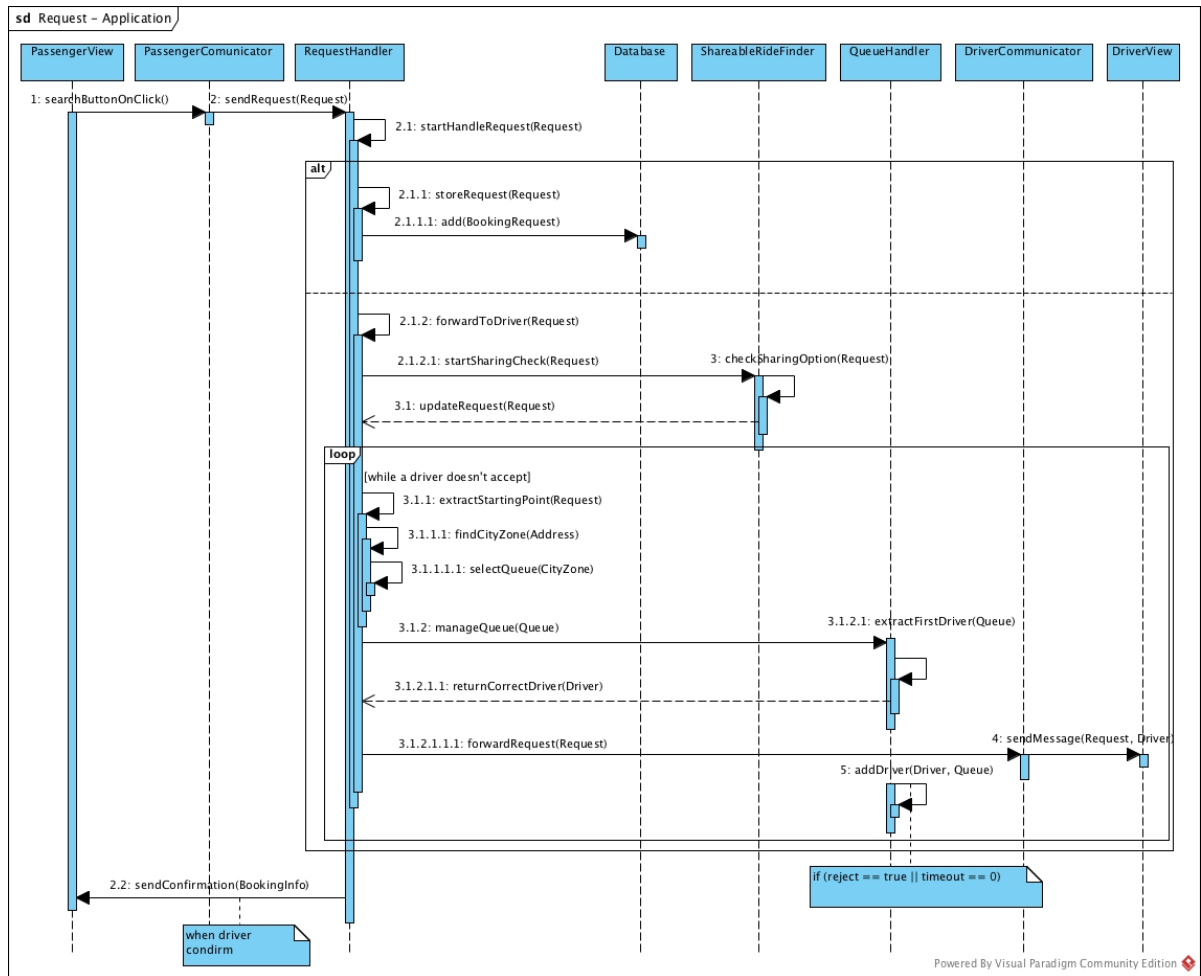 sd Request - Application
PassengerView
PassengerComunicator
RequestHandler
Database
ShareableRideFinder
QueueHandler
DriverCommunicator
DriverView
1: searchButtonOnClick()
2: sendRequest(Request)
2.1: startHandleRequest(Request)
alt
2.1.1: storeRequest(Request)
2.1.1.1: add(BookingRequest)
2.1.2: forwardToDriver(Request)
2.1.2.1: startSharingCheck(Request)
3: checkSharingOption(Request)
3.1: updateRequest(Request)
loop
[while a driver doesn't accept]
3.1.1: extractStartingPoint(Request)
3.1.1.1: findCityZone(Address)
3.1.1.1.1: selectQueue(CityZone)
3.1.2: manageQueue(Queue)
3.1.2.1: extractFirstDriver(Queue)
3.1.2.1.1: returnCorrectDriver(Driver)
3.1.2.1.1.1: forwardRequest(Request)
4: sendMessage(Request, Driver)
5: addDriver(Driver, Queue)
if (reject == true || timeout == 0)
2.2: sendConfirmation(BookingInfo)
when driver
condirm
Powered By Visual Paradigm Community Edition